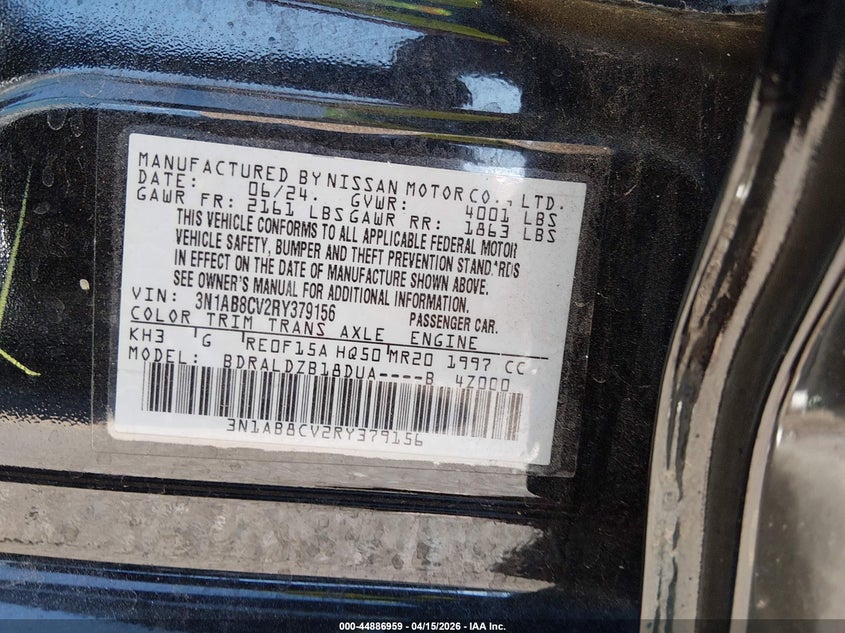 MANUFACTURED BY NISSAN MOTOR CO., LTD.
DATE: 06/24. GVWR: 4001 LBS
GAWR FR: 2161 LBS GAWR RR: 1863 LBS
THIS VEHICLE CONFORMS TO ALL APPLICABLE FEDERAL MOTOR
VEHICLE SAFETY, BUMPER AND THEFT PREVENTION STANDARDS
IN EFFECT ON THE DATE OF MANUFACTURE SHOWN ABOVE.
SEE OWNER'S MANUAL FOR ADDITIONAL INFORMATION.
VIN: 3N1AB8CV2RY379156 PASSENGER CAR.
COLOR TRIM TRANS AXLE ENGINE
KH3 G RE0F15A HQ50 MR20 1997 CC
MODEL: BDRALDZB18DUA----B 4Z000
3N1AB8CV2RY379156
000-44886959 - 04/15/2026 - IAA Inc.